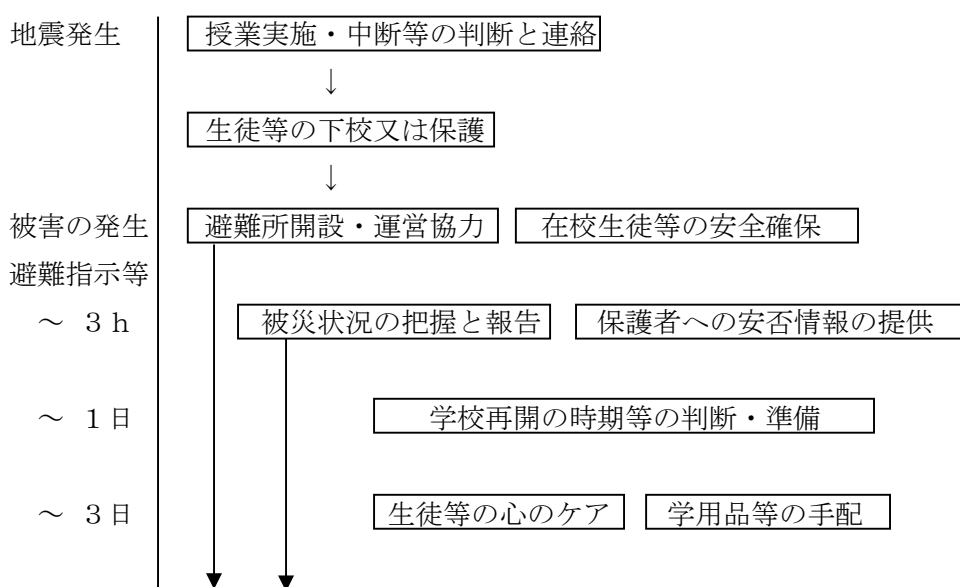 地震発生 授業実施・中断等の判断と連絡
↓
生徒等の下校又は保護
↓
被害の発生 避難所開設・運営協力 在校生徒等の安全確保
避難指示等
～ 3h 被災状況の把握と報告 保護者への安否情報の提供
～ 1日 学校再開の時期等の判断・準備
～ 3日 生徒等の心のケア 学用品等の手配